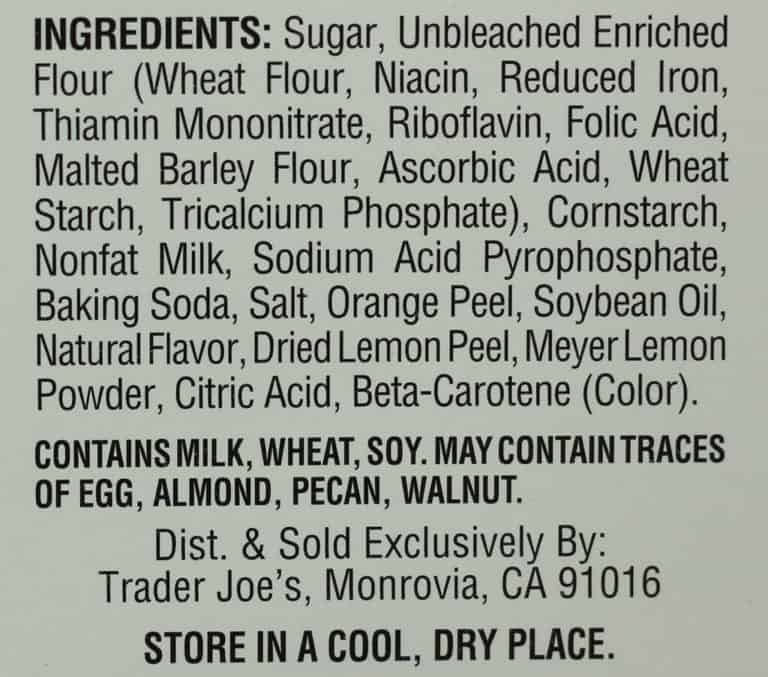 INGREDIENTS: Sugar, Unbleached Enriched
Flour (Wheat Flour, Niacin, Reduced Iron,
Thiamin Mononitrate, Riboflavin, Folic Acid,
Malted Barley Flour, Ascorbic Acid, Wheat
Starch, Tricalcium Phosphate), Cornstarch,
Nonfat Milk, Sodium Acid Pyrophosphate,
Baking Soda, Salt, Orange Peel, Soybean Oil,
Natural Flavor, Dried Lemon Peel, Meyer Lemon
Powder, Citric Acid, Beta-Carotene (Color).
CONTAINS MILK, WHEAT, SOY. MAY CONTAIN TRACES
OF EGG, ALMOND, PECAN, WALNUT.
Dist. & Sold Exclusively By:
Trader Joe's, Monrovia, CA 91016
STORE IN A COOL, DRY PLACE.